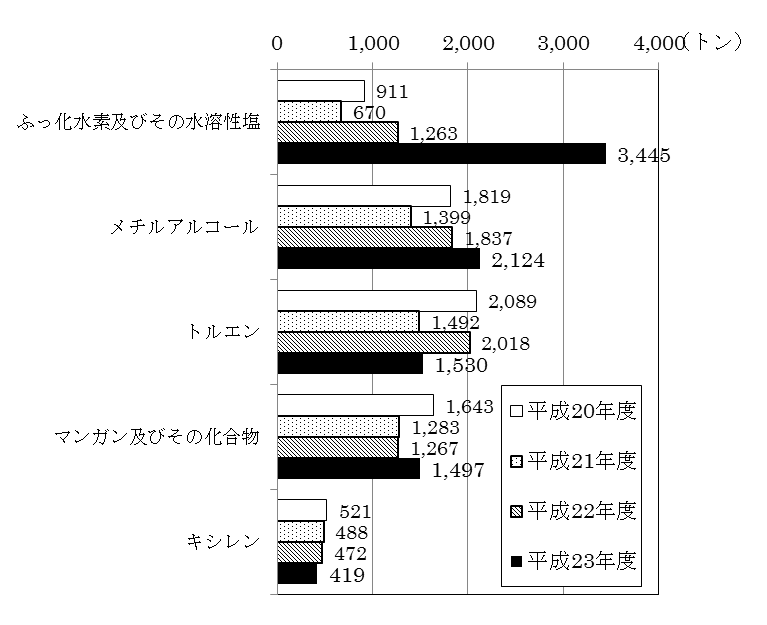 0 1,000 2,000 3,000 4,000(トン)
ふっ化水素及びその水溶性塩
911
670
1,263
3,445
メチルアルコール
1,819
1,399
1,837
2,124
トルエン
2,089
1,492
2,018
1,530
マンガン及びその化合物
1,643
1,283
1,267
1,497
キシレン
521
488
472
419
平成20年度
平成21年度
平成22年度
平成23年度